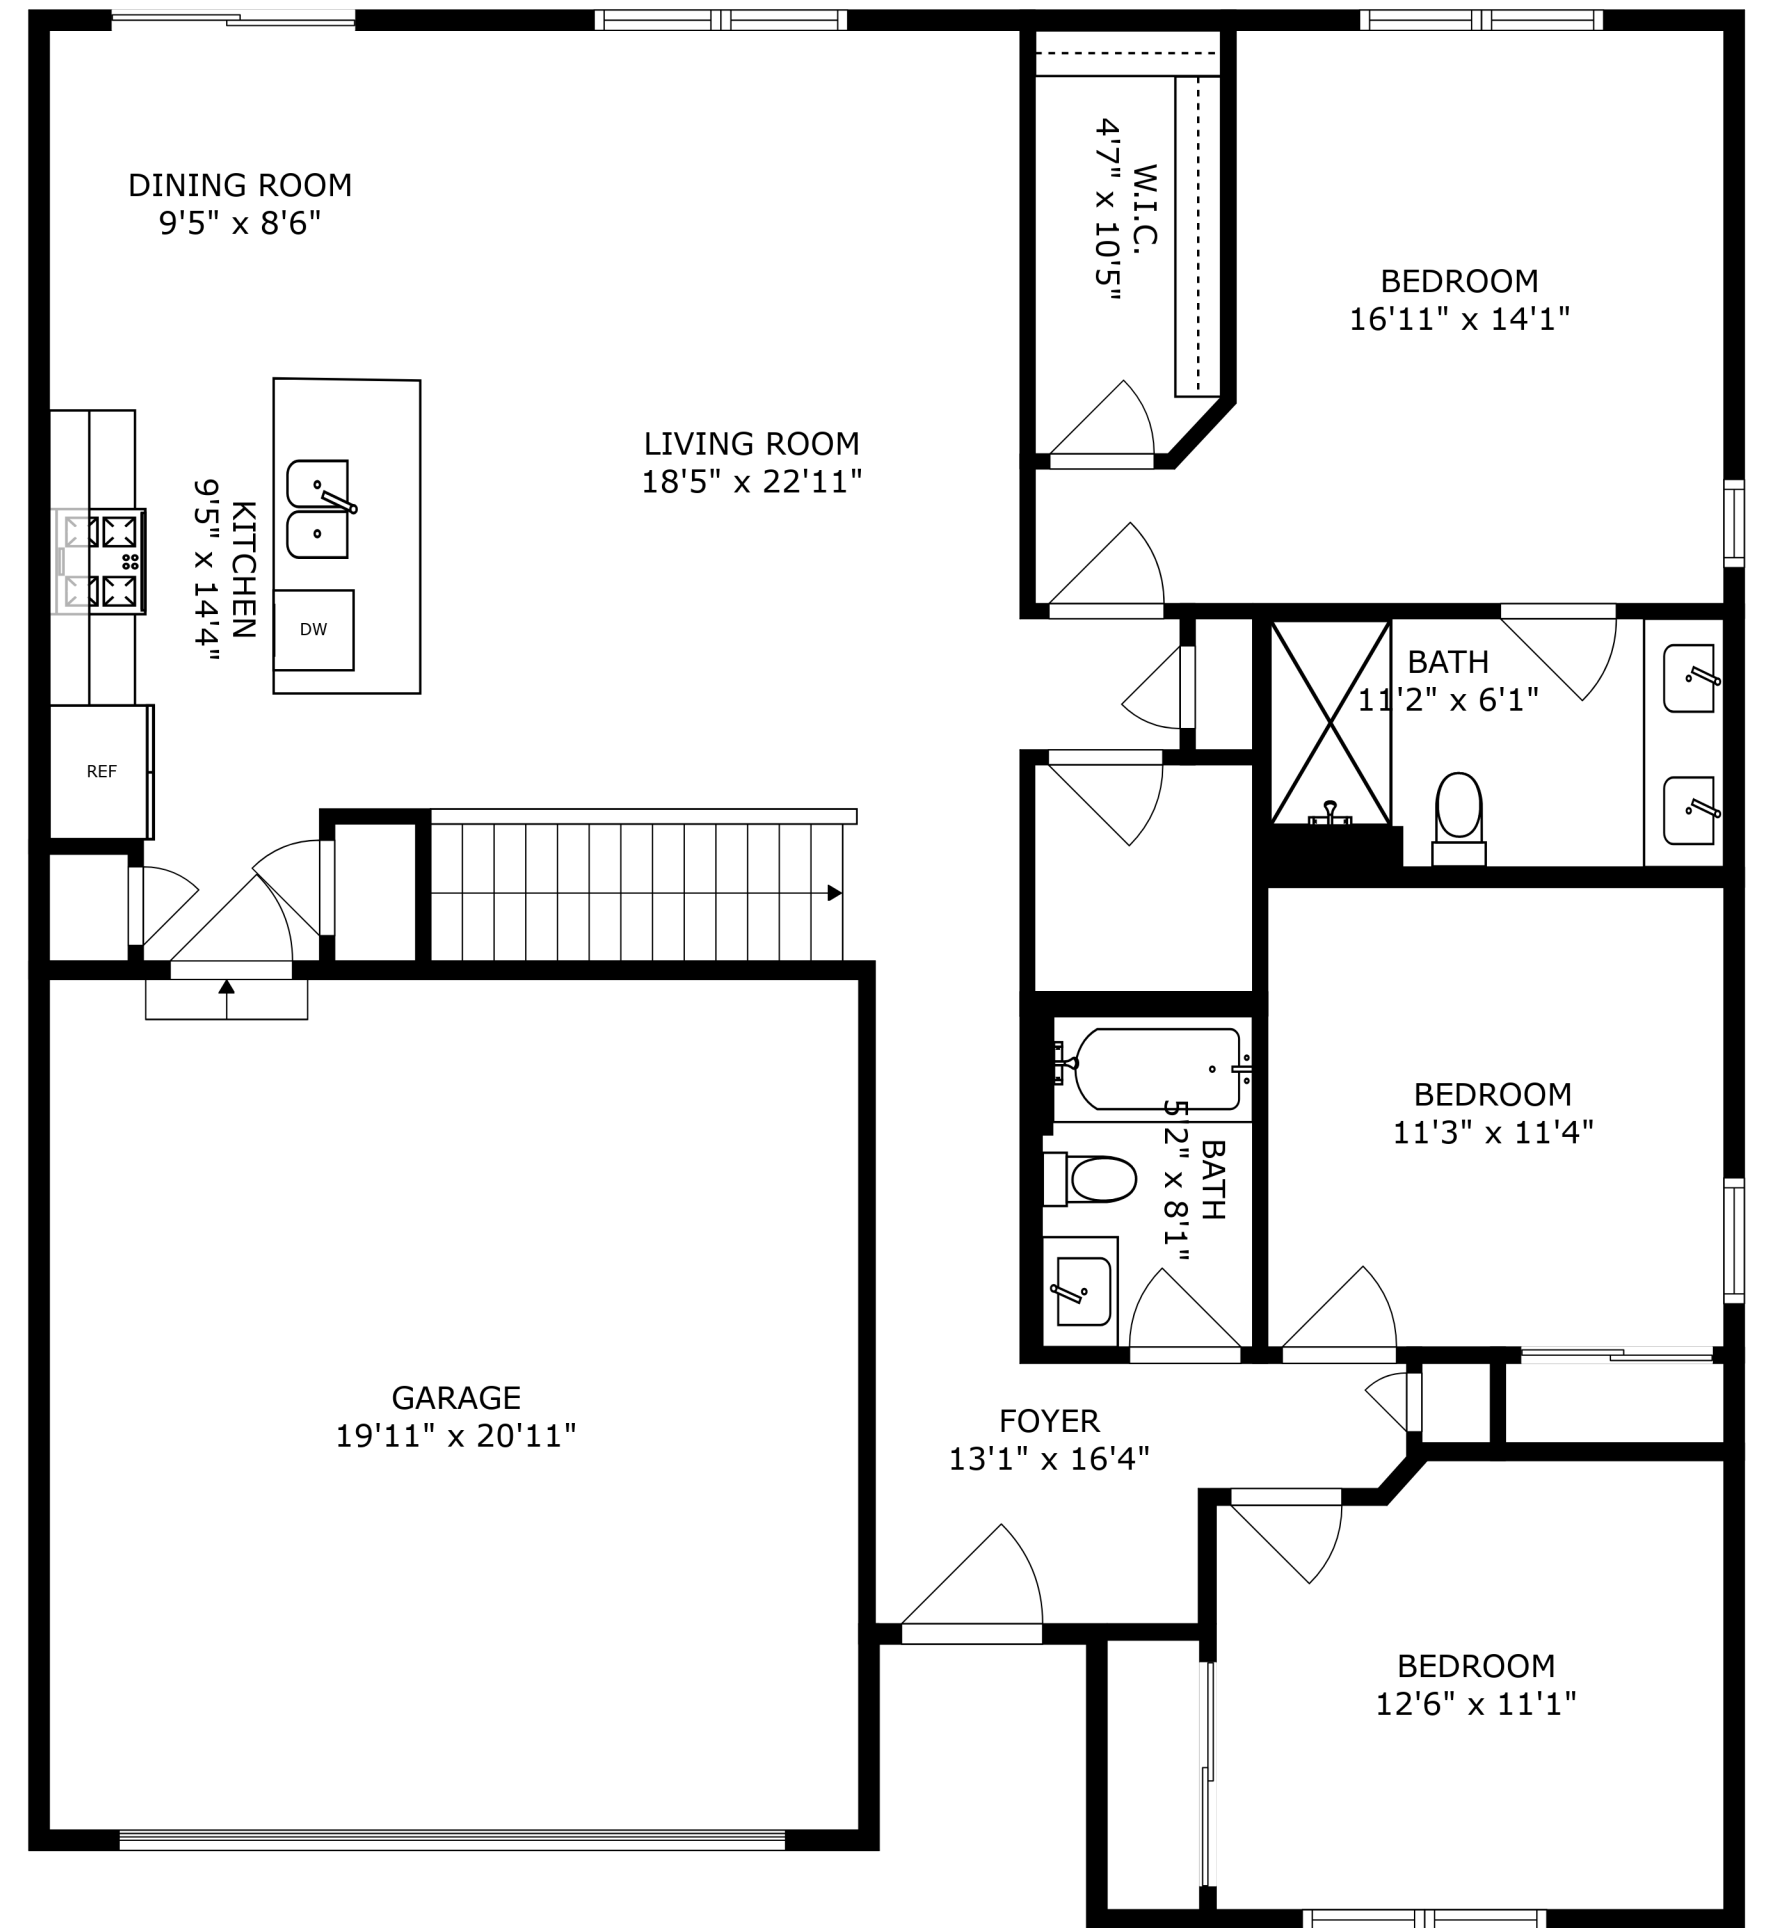 DINING ROOM
9'5" x 8'6"
W.I.C.
4'7" x 10'5"
BEDROOM
16'11" x 14'1"
LIVING ROOM
18'5" x 22'11"
KITCHEN
9'5" x 14'4"
DW
REF
BATH
11'2" x 6'1"
BEDROOM
11'3" x 11'4"
BATH
5'2" x 8'1"
GARAGE
19'11" x 20'11"
FOYER
13'1" x 16'4"
BEDROOM
12'6" x 11'1"